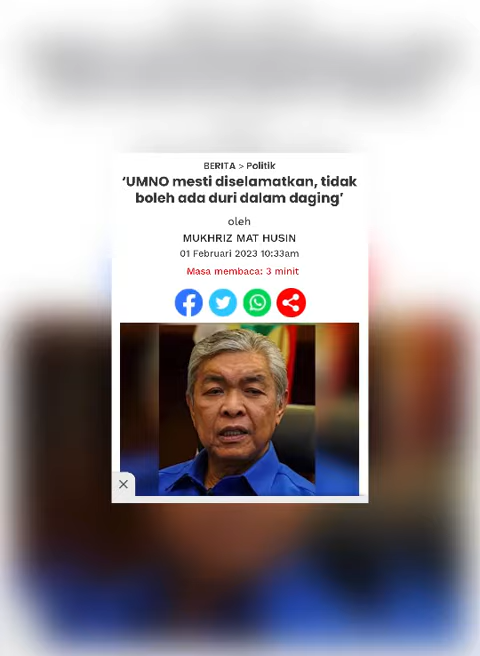 BERITA > Politik
‘UMNO mesti diselamatkan, tidak
boleh ada duri dalam daging’
oleh
MUKHRIZ MAT HUSIN
01 Februari 2023 10:33am
Masa membaca: 3 minit